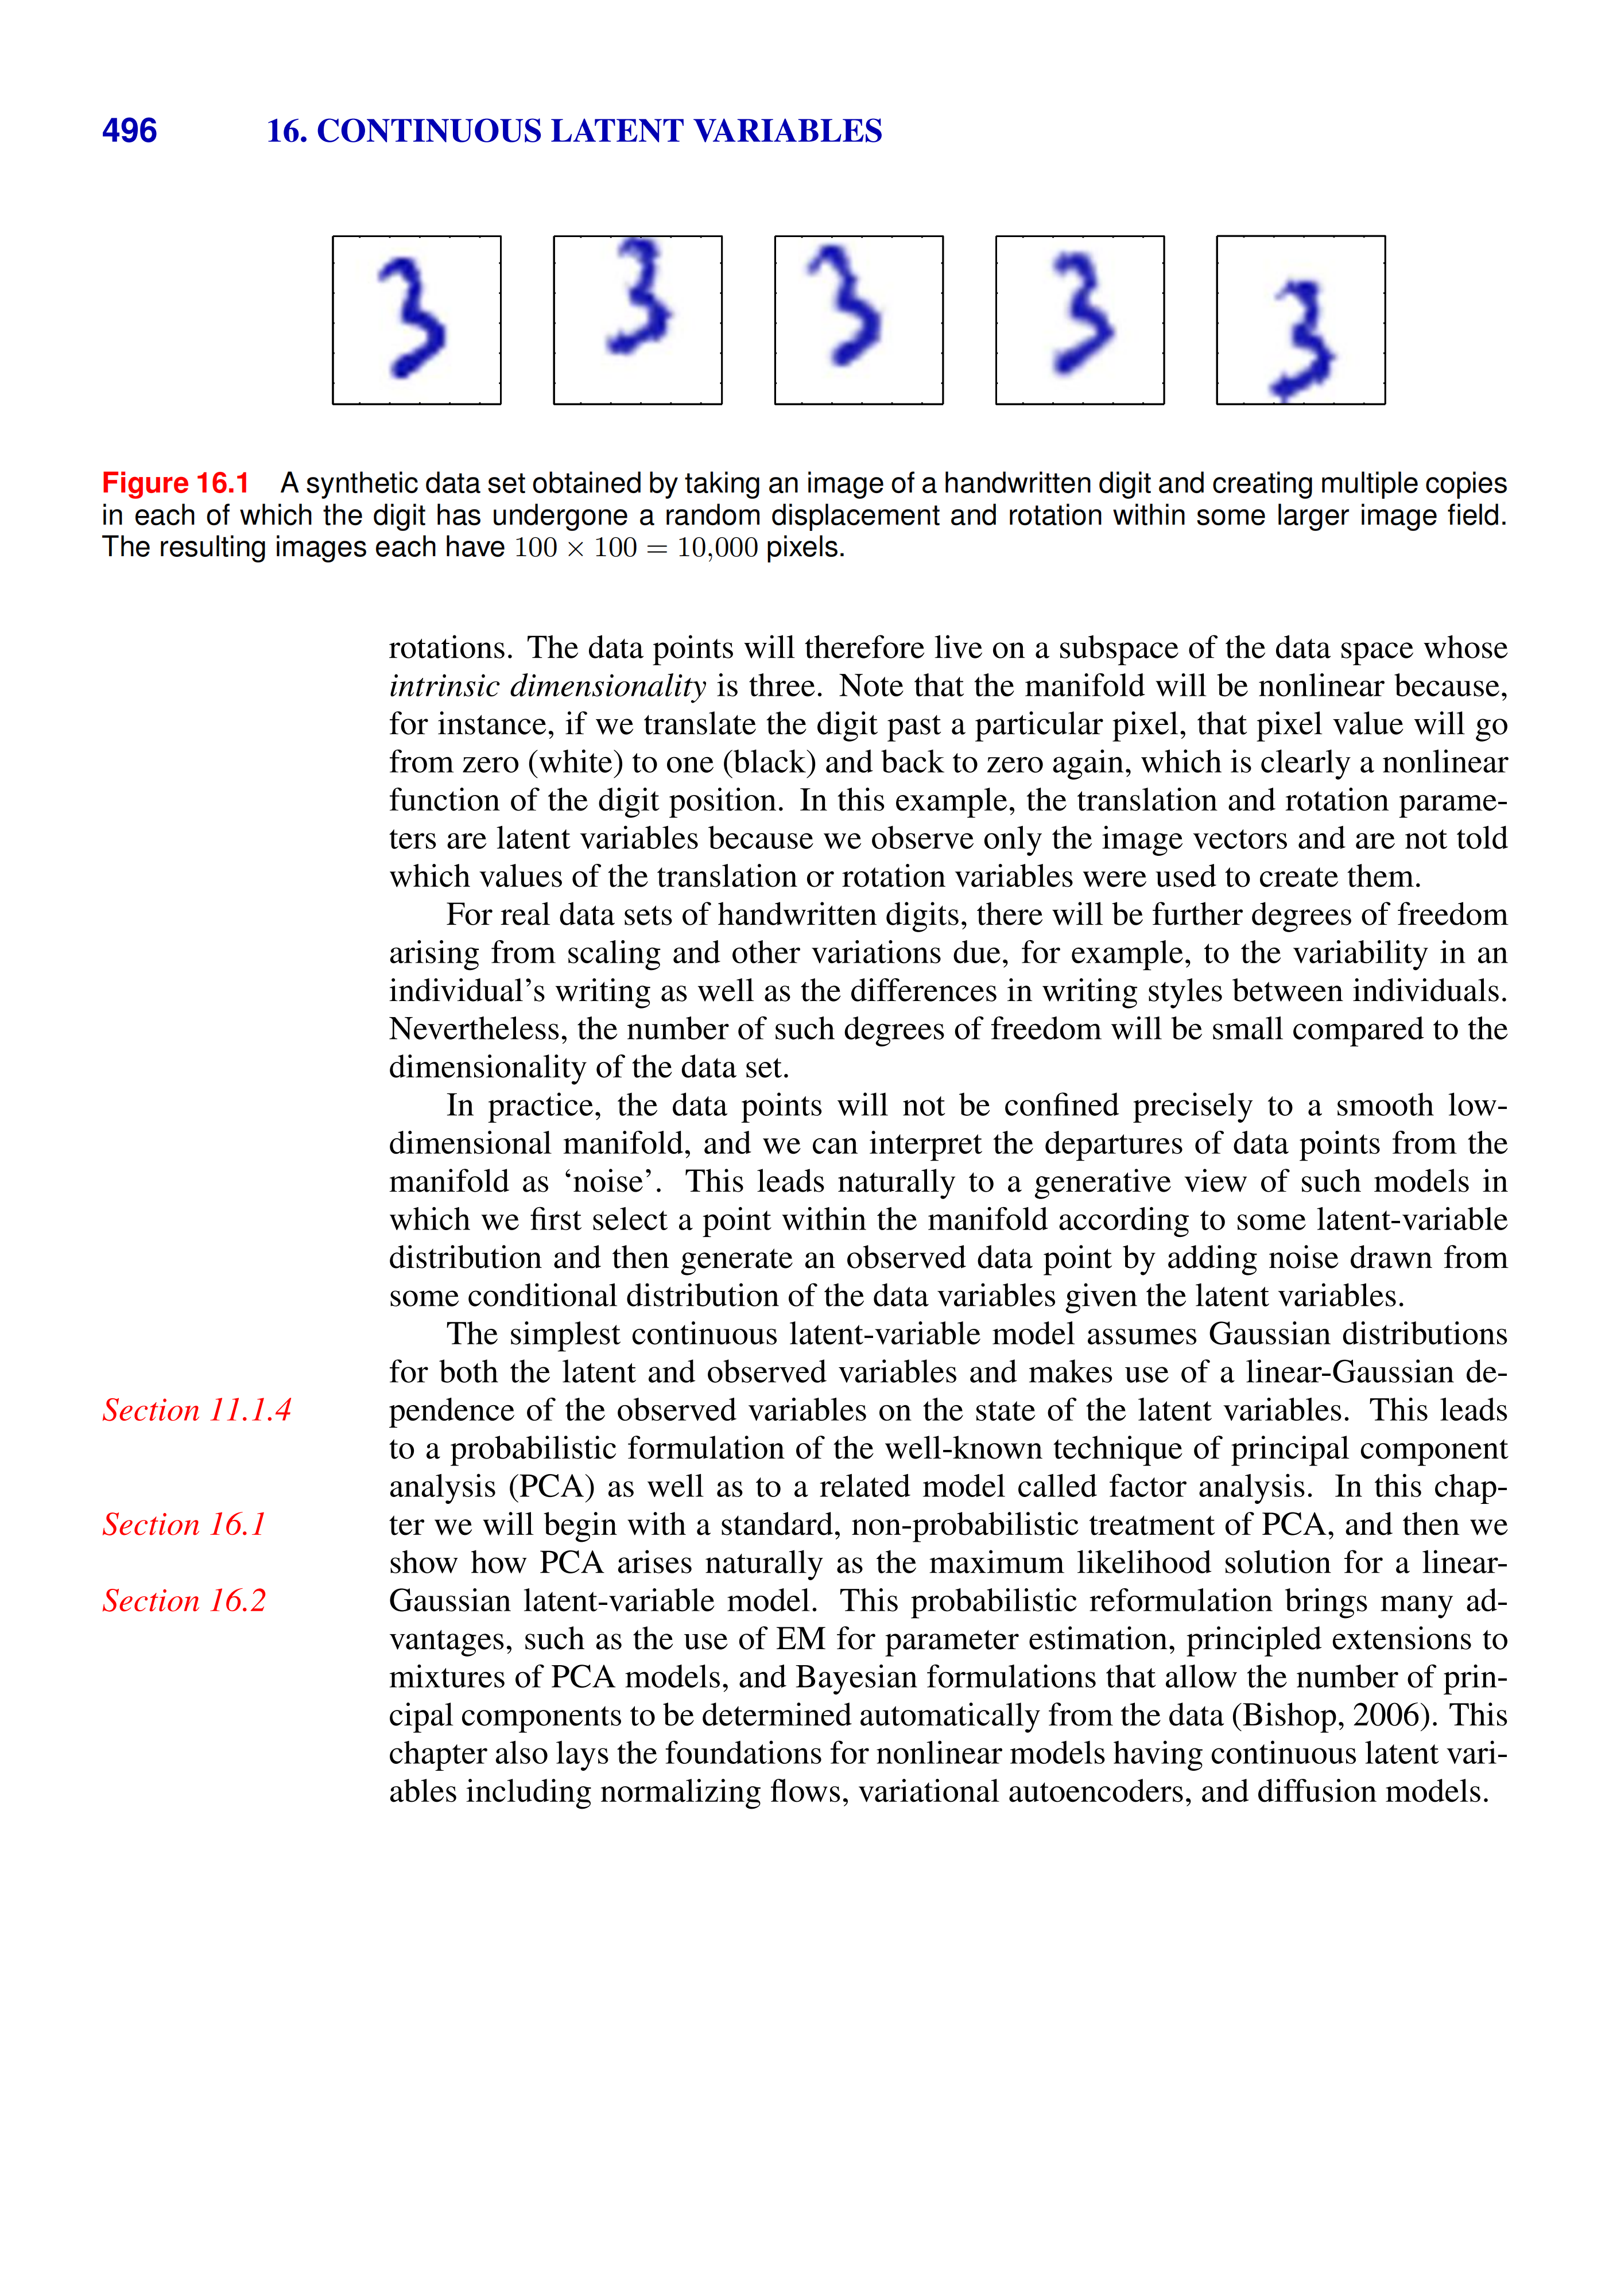 496 16. CONTINUOUS LATENT VARIABLES
3 3 3 3 3
Figure 16.1 A synthetic data set obtained by taking an image of a handwritten digit and creating multiple copies
in each of which the digit has undergone a random displacement and rotation within some larger image field.
The resulting images each have 100 × 100 = 10,000 pixels.
rotations. The data points will therefore live on a subspace of the data space whose
intrinsic dimensionality is three. Note that the manifold will be nonlinear because,
for instance, if we translate the digit past a particular pixel, that pixel value will go
from zero (white) to one (black) and back to zero again, which is clearly a nonlinear
function of the digit position. In this example, the translation and rotation parame-
ters are latent variables because we observe only the image vectors and are not told
which values of the translation or rotation variables were used to create them.
For real data sets of handwritten digits, there will be further degrees of freedom
arising from scaling and other variations due, for example, to the variability in an
individual's writing as well as the differences in writing styles between individuals.
Nevertheless, the number of such degrees of freedom will be small compared to the
dimensionality of the data set.
In practice, the data points will not be confined precisely to a smooth low-
dimensional manifold, and we can interpret the departures of data points from the
manifold as ‘noise’. This leads naturally to a generative view of such models in
which we first select a point within the manifold according to some latent-variable
distribution and then generate an observed data point by adding noise drawn from
some conditional distribution of the data variables given the latent variables.
The simplest continuous latent-variable model assumes Gaussian distributions
for both the latent and observed variables and makes use of a linear-Gaussian de-
Section 11.1.4 pendence of the observed variables on the state of the latent variables. This leads
to a probabilistic formulation of the well-known technique of principal component
analysis (PCA) as well as to a related model called factor analysis. In this chap-
Section 16.1 ter we will begin with a standard, non-probabilistic treatment of PCA, and then we
show how PCA arises naturally as the maximum likelihood solution for a linear-
Section 16.2 Gaussian latent-variable model. This probabilistic reformulation brings many ad-
vantages, such as the use of EM for parameter estimation, principled extensions to
mixtures of PCA models, and Bayesian formulations that allow the number of prin-
cipal components to be determined automatically from the data (Bishop, 2006). This
chapter also lays the foundations for nonlinear models having continuous latent vari-
ables including normalizing flows, variational autoencoders, and diffusion models.